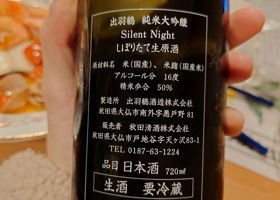 出羽鶴 純米大吟醸
Silent Night
しぼりたて生原酒
原材料名 米(国産)、米麹(国産米)
アルコール分 16度
精米歩合 50%
製造所 出羽鶴酒造株式会社
秋田県大仙市南外字悪戸野81
販売者 秋田清酒株式会社
秋田県大仙市戸地谷字天ヶ沢83-1
TEL 0187-63-1224
品目 日本酒 720ml
生酒 要冷蔵